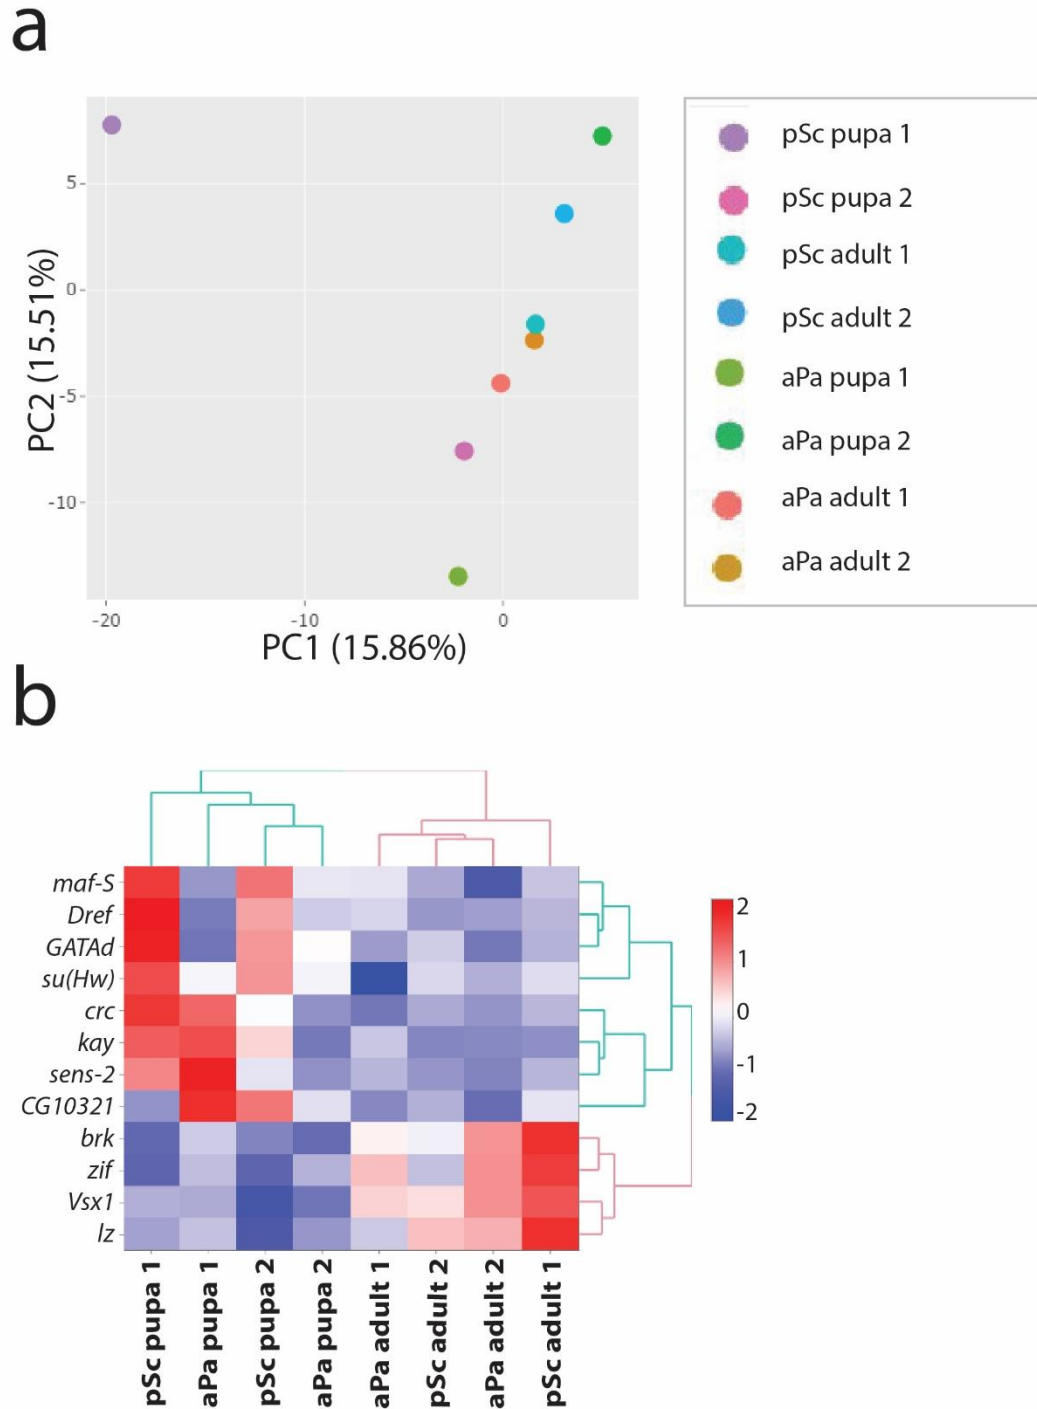 a
PC2 (15.51%)
5
0
-5
-10
-20
-10
0
PC1 (15.86%)
pSc pupa 1
pSc pupa 2
pSc adult 1
pSc adult 2
aPa pupa 1
aPa pupa 2
aPa adult 1
aPa adult 2
b
maf-S
Dref
GATAd
su(Hw)
crc
kay
sens-2
CG10321
brk
zif
Vsx1
lz
2
1
0
-1
-2
pSc pupa 1
aPa pupa 1
pSc pupa 2
aPa pupa 2
aPa adult 1
pSc adult 2
aPa adult 2
pSc adult 1